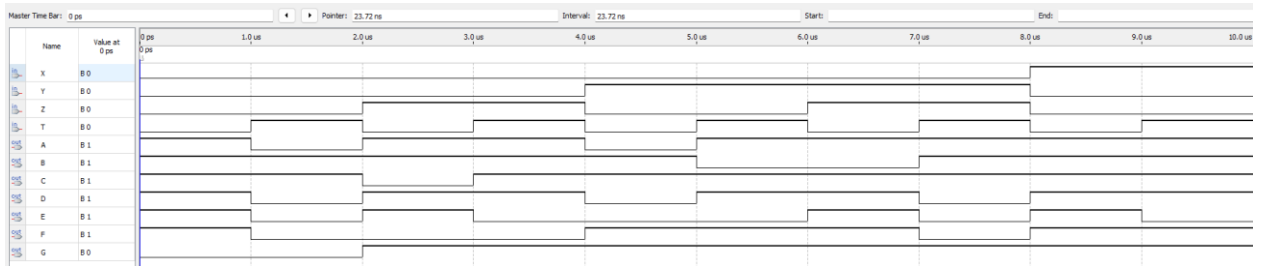 Master Time Bar: 0 ps Pointer: 23.72 ns Interval: 23.72 ns Start: End:
Name Value at 0 ps 0 ps 1.0 us 2.0 us 3.0 us 4.0 us 5.0 us 6.0 us 7.0 us 8.0 us 9.0 us 10.0 us
0 ps
X B 0
Y B 0
Z B 0
T B 0
A B 1
B B 1
C B 1
D B 1
E B 1
F B 1
G B 0